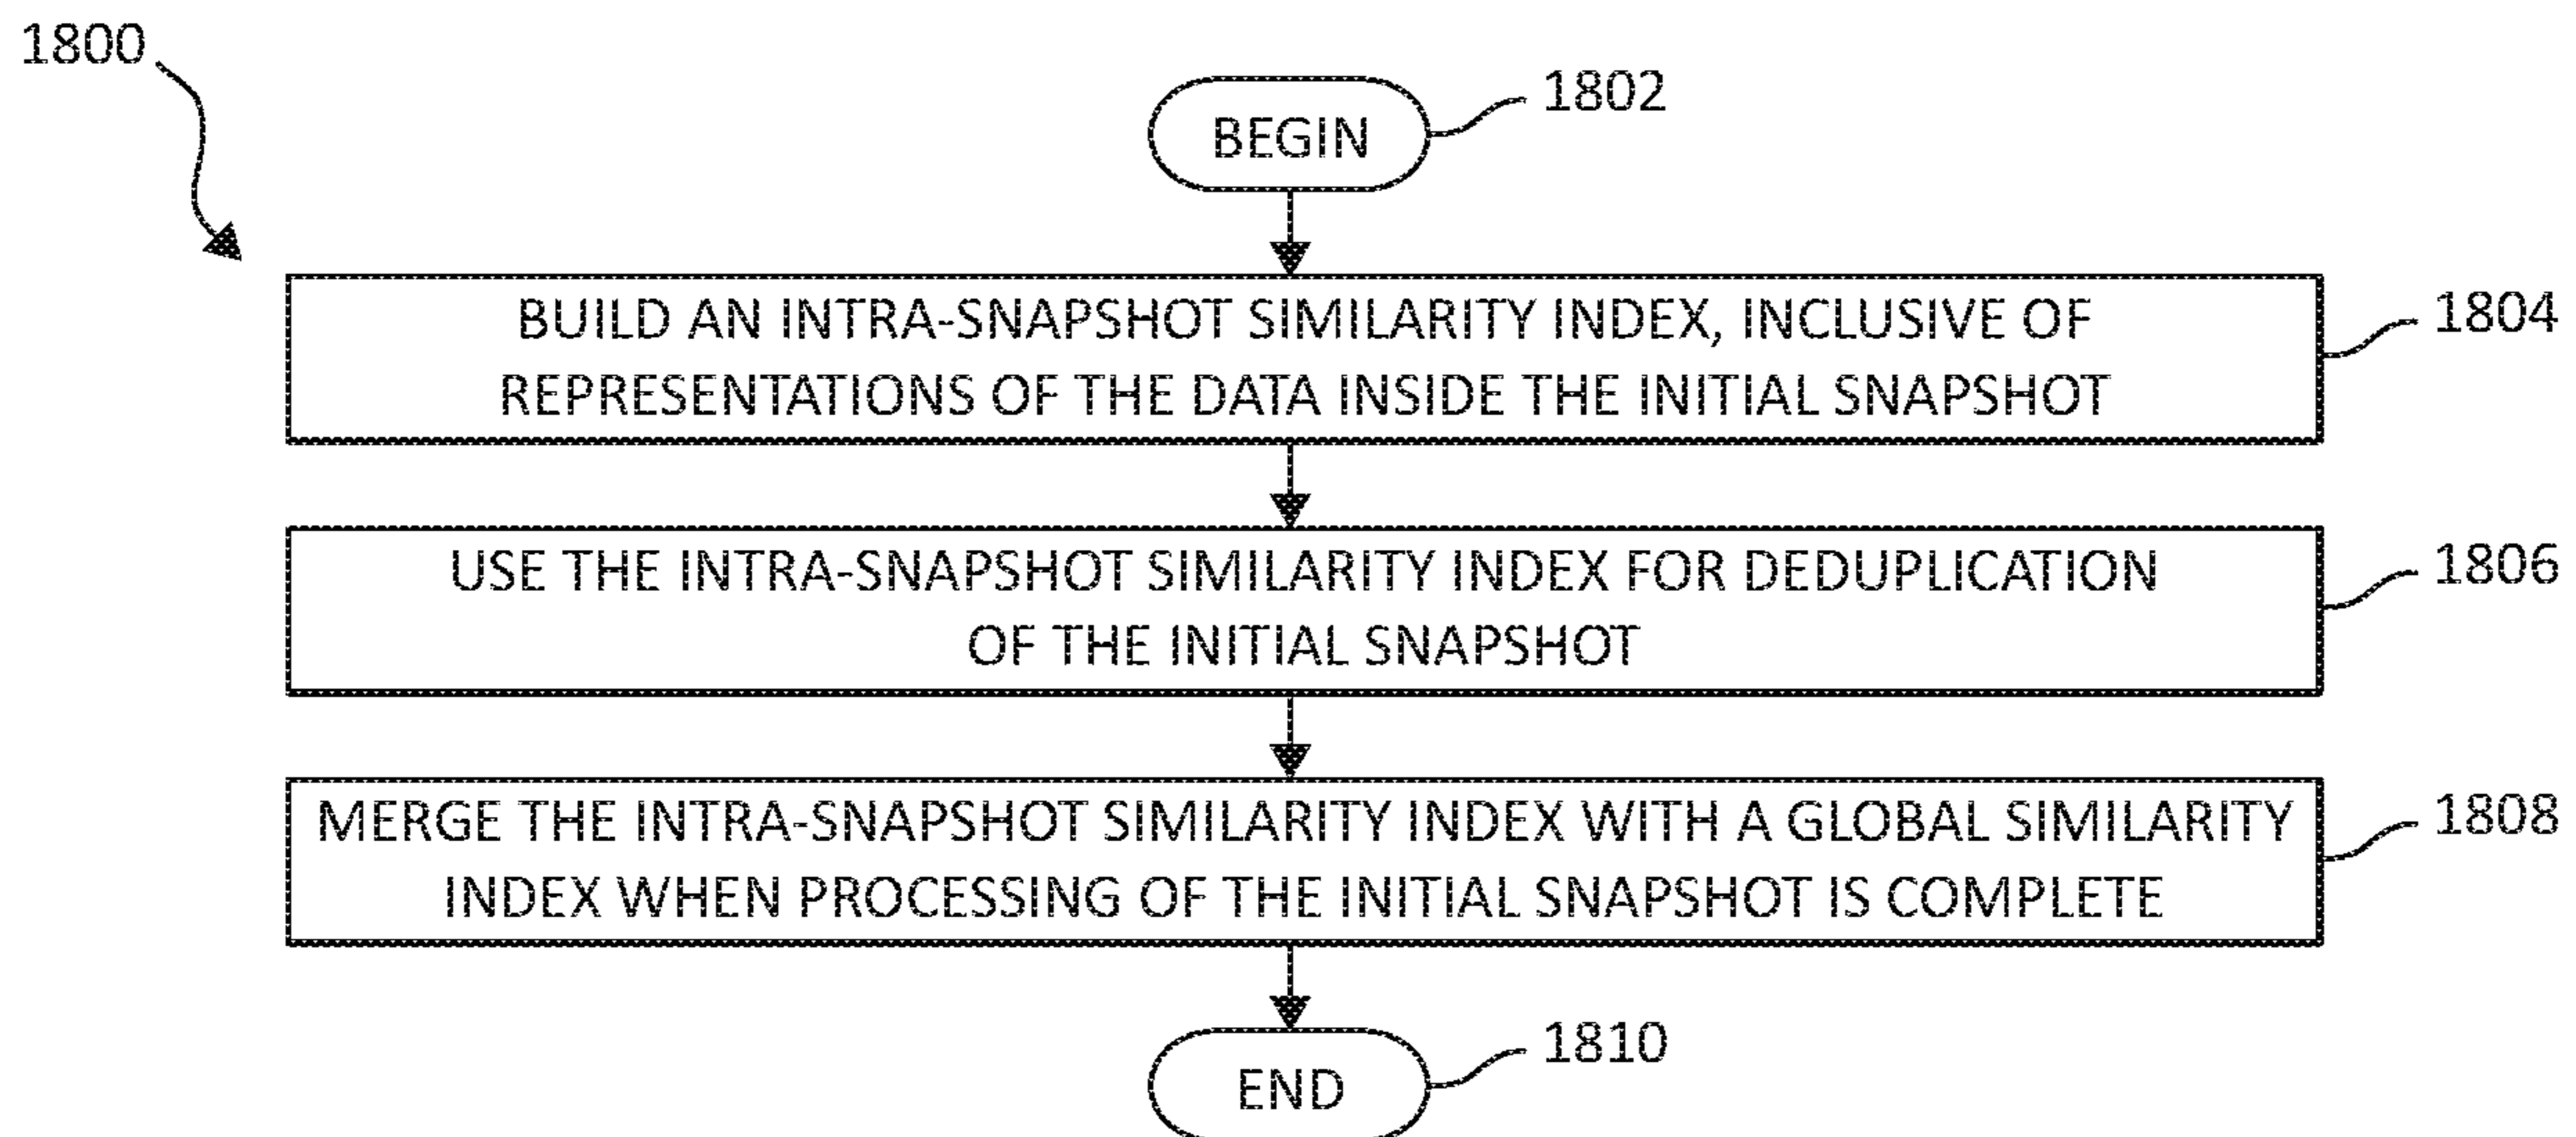 1800
BEGIN
1802
BUILD AN INTRA-SNAPSHOT SIMILARITY INDEX, INCLUSIVE OF
REPRESENTATIONS OF THE DATA INSIDE THE INITIAL SNAPSHOT
1804
USE THE INTRA-SNAPSHOT SIMILARITY INDEX FOR DEDUPLICATION
OF THE INITIAL SNAPSHOT
1806
MERGE THE INTRA-SNAPSHOT SIMILARITY INDEX WITH A GLOBAL SIMILARITY
INDEX WHEN PROCESSING OF THE INITIAL SNAPSHOT IS COMPLETE
1808
END
1810